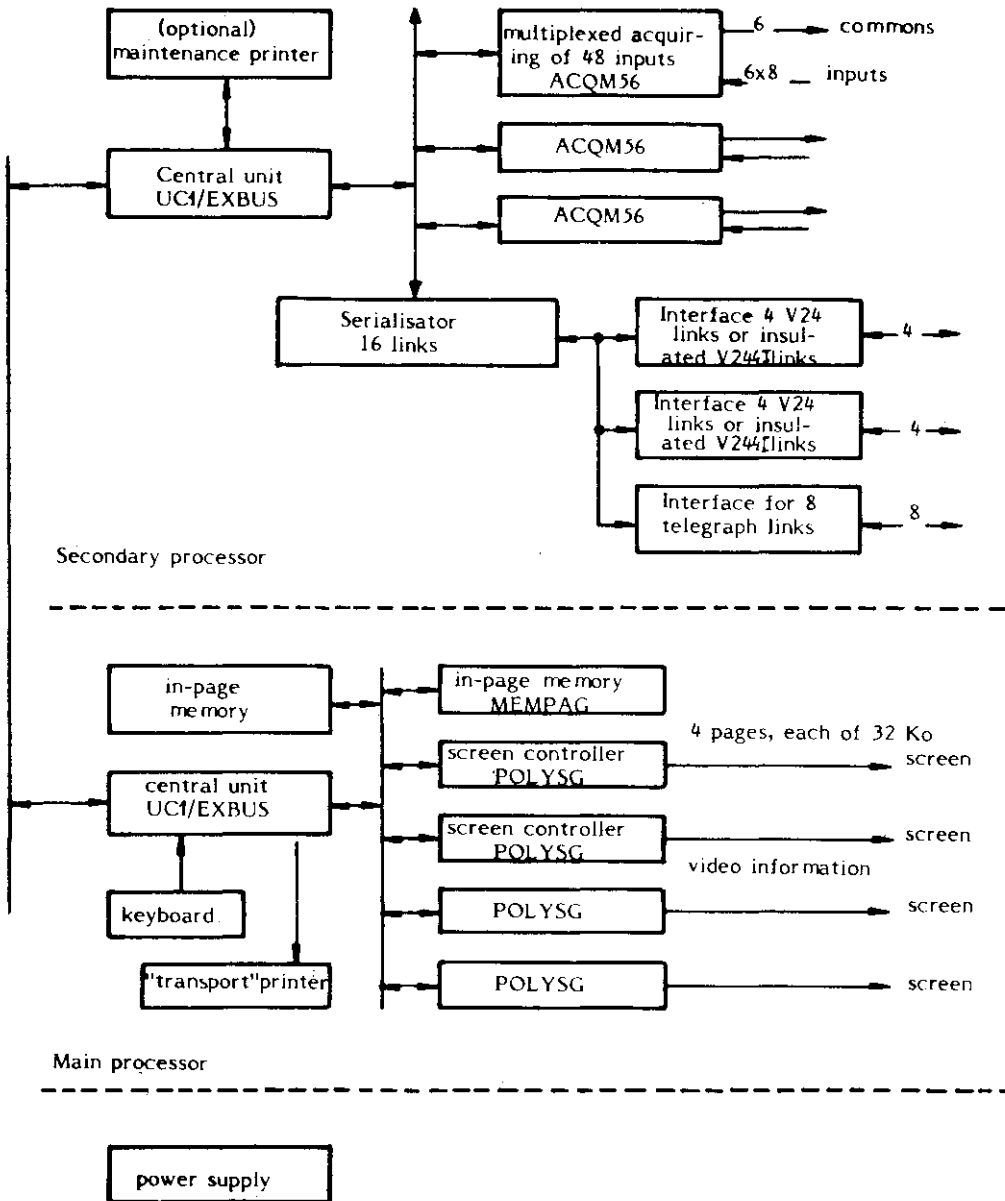 (optional)
maintenance printer
multiplexed acquir-
ing of 48 inputs
ACQM56
6
commons
6x8
inputs
Central unit
UC1/EXBUS
ACQM56
ACQM56
Serialisator
16 links
Interface 4 V24
links or insul-
ated V244I links
4
Interface 4 V24
links or insul-
ated V244I links
4
Interface for 8
telegraph links
8
Secondary processor
in-page
memory
in-page memory
MEMPAG
4 pages, each of 32 Ko
screen controller
POLYSG
screen
central unit
UC1/EXBUS
screen controller
POLYSG
screen
video information
keyboard
POLYSG
screen
"transport"printer
POLYSG
screen
Main processor
power supply